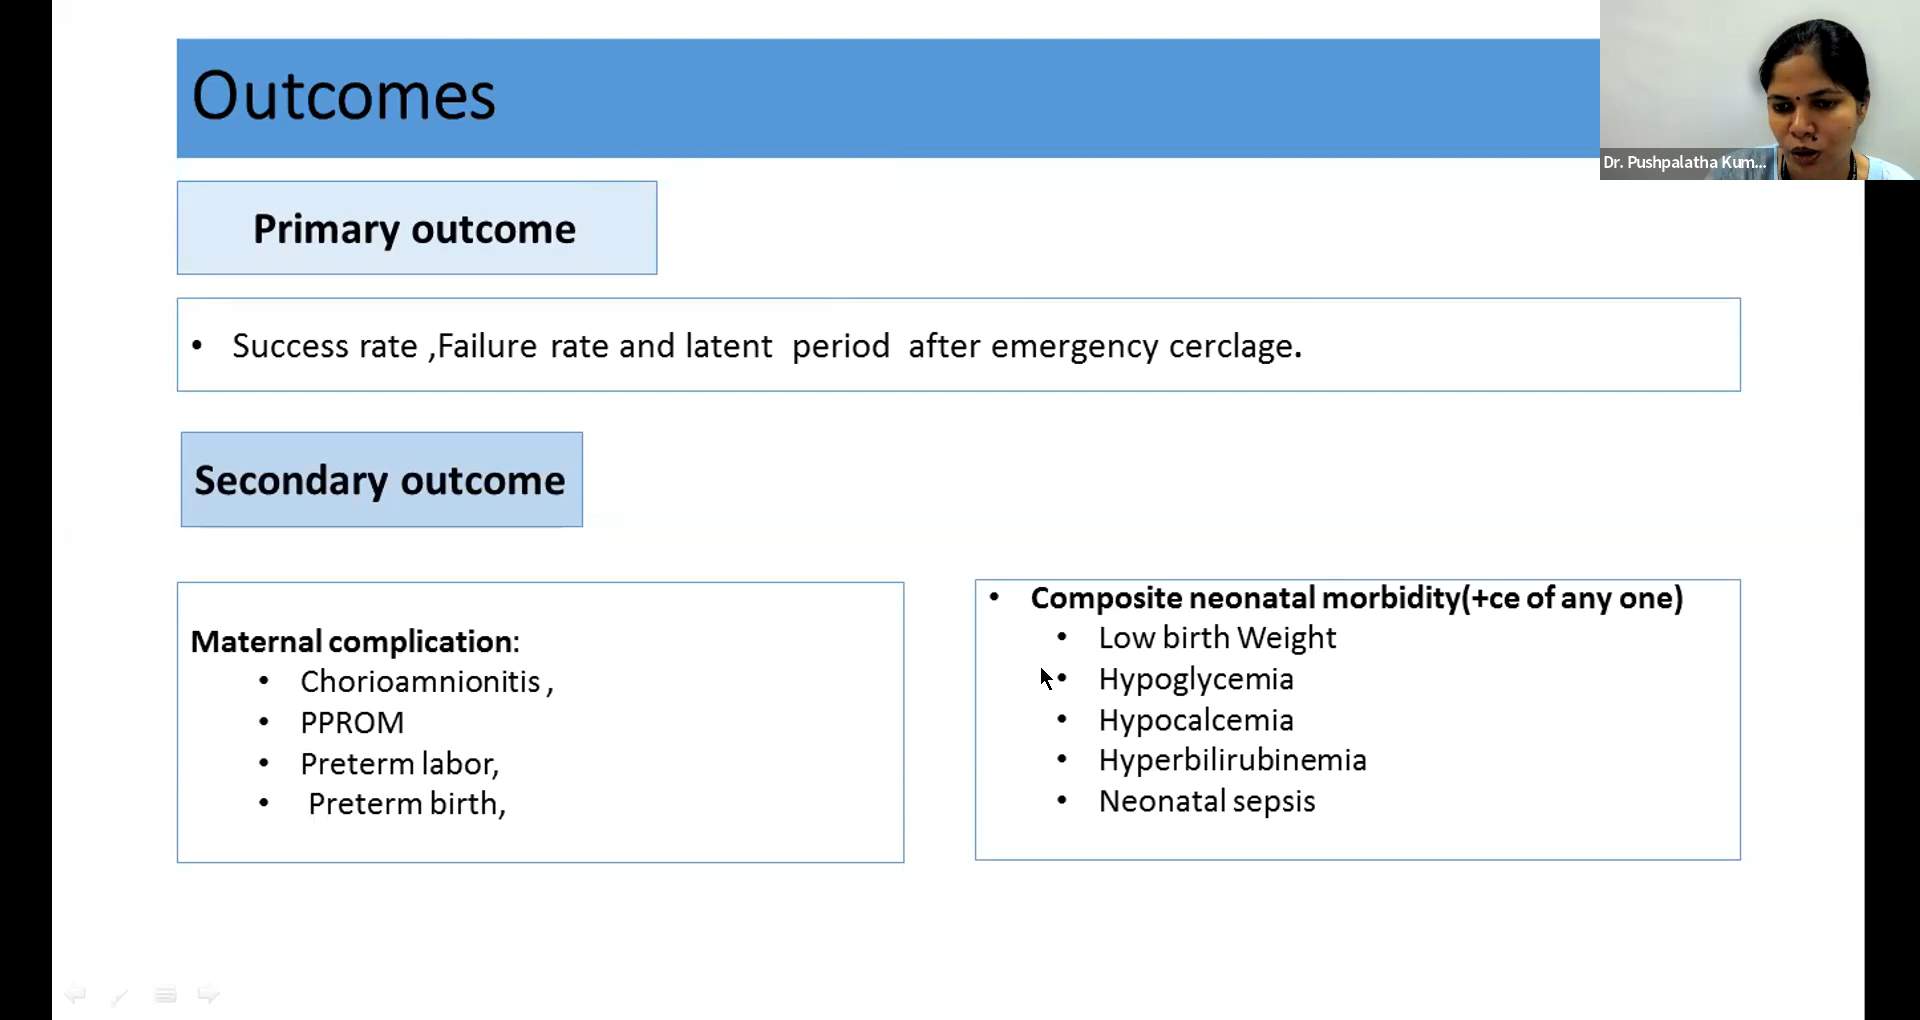 Outcomes
Dr. Pushpalatha Kum...
Primary outcome
• Success rate ,Failure rate and latent period after emergency cerclage.
Secondary outcome
Maternal complication:
• Chorioamnionitis ,
• PPROM
• Preterm labor,
• Preterm birth,
• Composite neonatal morbidity(+ce of any one)
• Low birth Weight
• Hypoglycemia
• Hypocalcemia
• Hyperbilirubinemia
• Neonatal sepsis